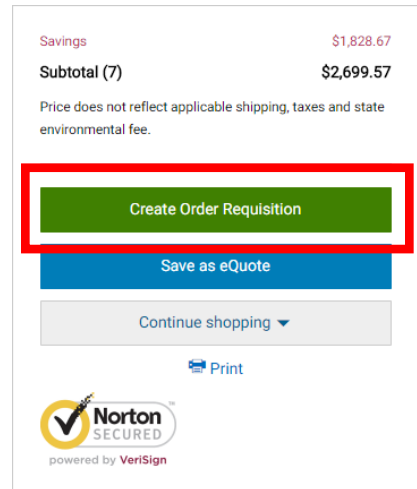 Savings $1,828.67
Subtotal (7) $2,699.57
Price does not reflect applicable shipping, taxes and state
environmental fee.
Create Order Requisition
Save as eQuote
Continue shopping
Print
Norton™
SECURED
powered by VeriSign